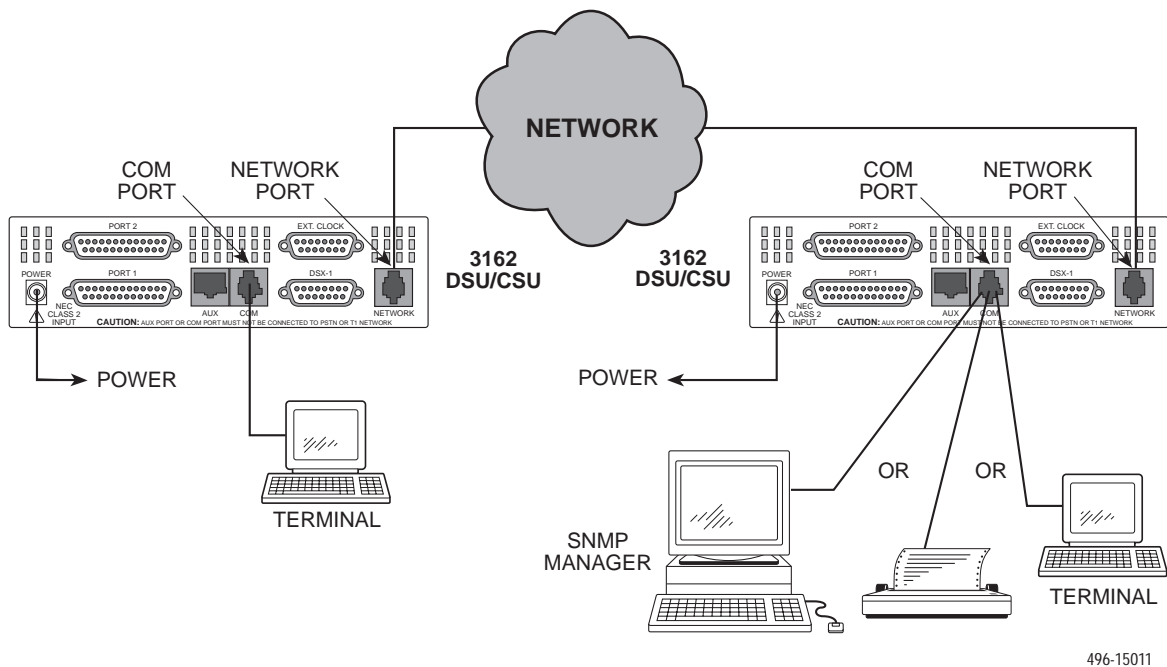 NETWORK
COM
PORT
NETWORK
PORT
PORT 2
EXT. CLOCK
POWER
PORT 1
DSX-1
NEC
CLASS 2
INPUT
AUX
COM
NETWORK
CAUTION: AUX PORT OR COM PORT MUST NOT BE CONNECTED TO PSTN OR T1 NETWORK
3162
DSU/CSU
POWER
TERMINAL
COM
PORT
NETWORK
PORT
3162
DSU/CSU
PORT 2
EXT. CLOCK
POWER
PORT 1
DSX-1
NEC
CLASS 2
INPUT
AUX
COM
NETWORK
CAUTION: AUX PORT OR COM PORT MUST NOT BE CONNECTED TO PSTN OR T1 NETWORK
POWER
OR
OR
SNMP
MANAGER
TERMINAL
496-15011